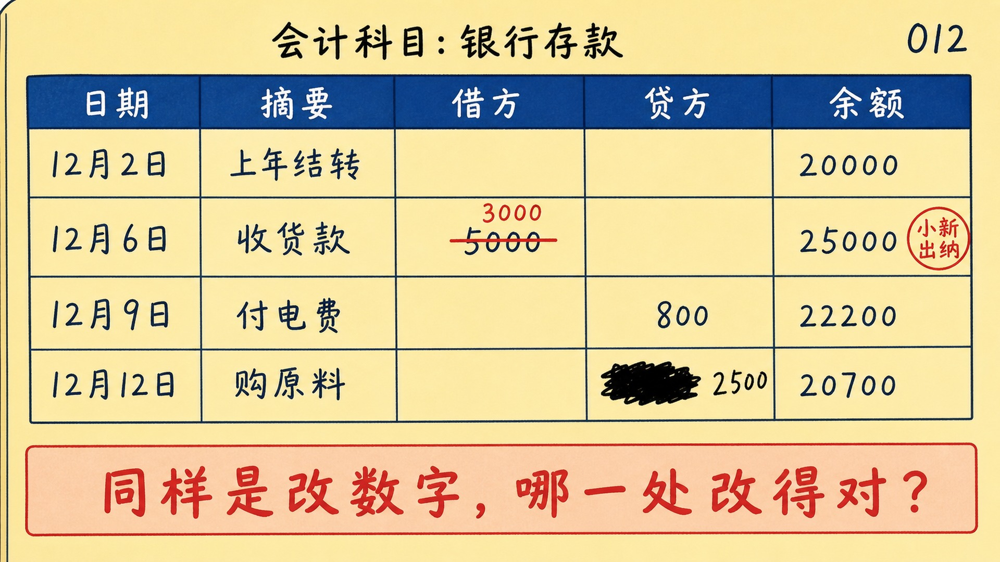 会计科目：银行存款 012
日期 摘要 借方 贷方 余额
12月2日 上年结转 20000
3000
12月6日 收货款 5000 25000 小新
出纳
12月9日 付电费 800 22200
12月12日 购原料 2500 20700
同样是改数字，哪一处改得对？